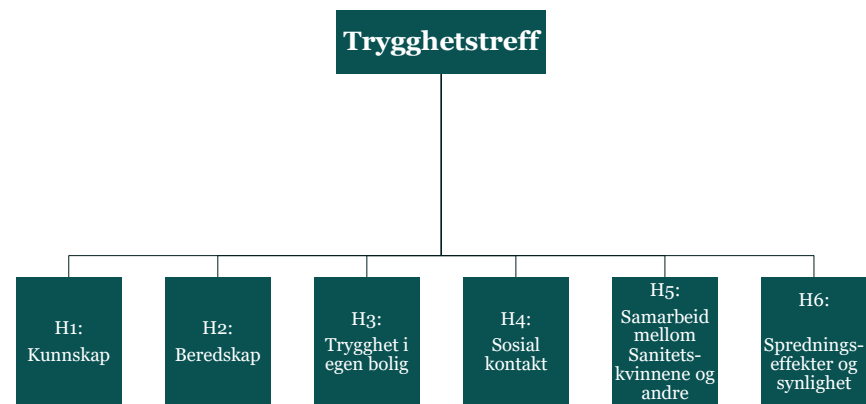 Trygghetstreff
H1:
Kunnskap
H2:
Beredskap
H3:
Trygghet i
egen bolig
H4:
Sosial
kontakt
H5:
Samarbeid
mellom
Sanitets-
kvinnene og
andre
H6:
Sprednings-
effekter og
synlighet